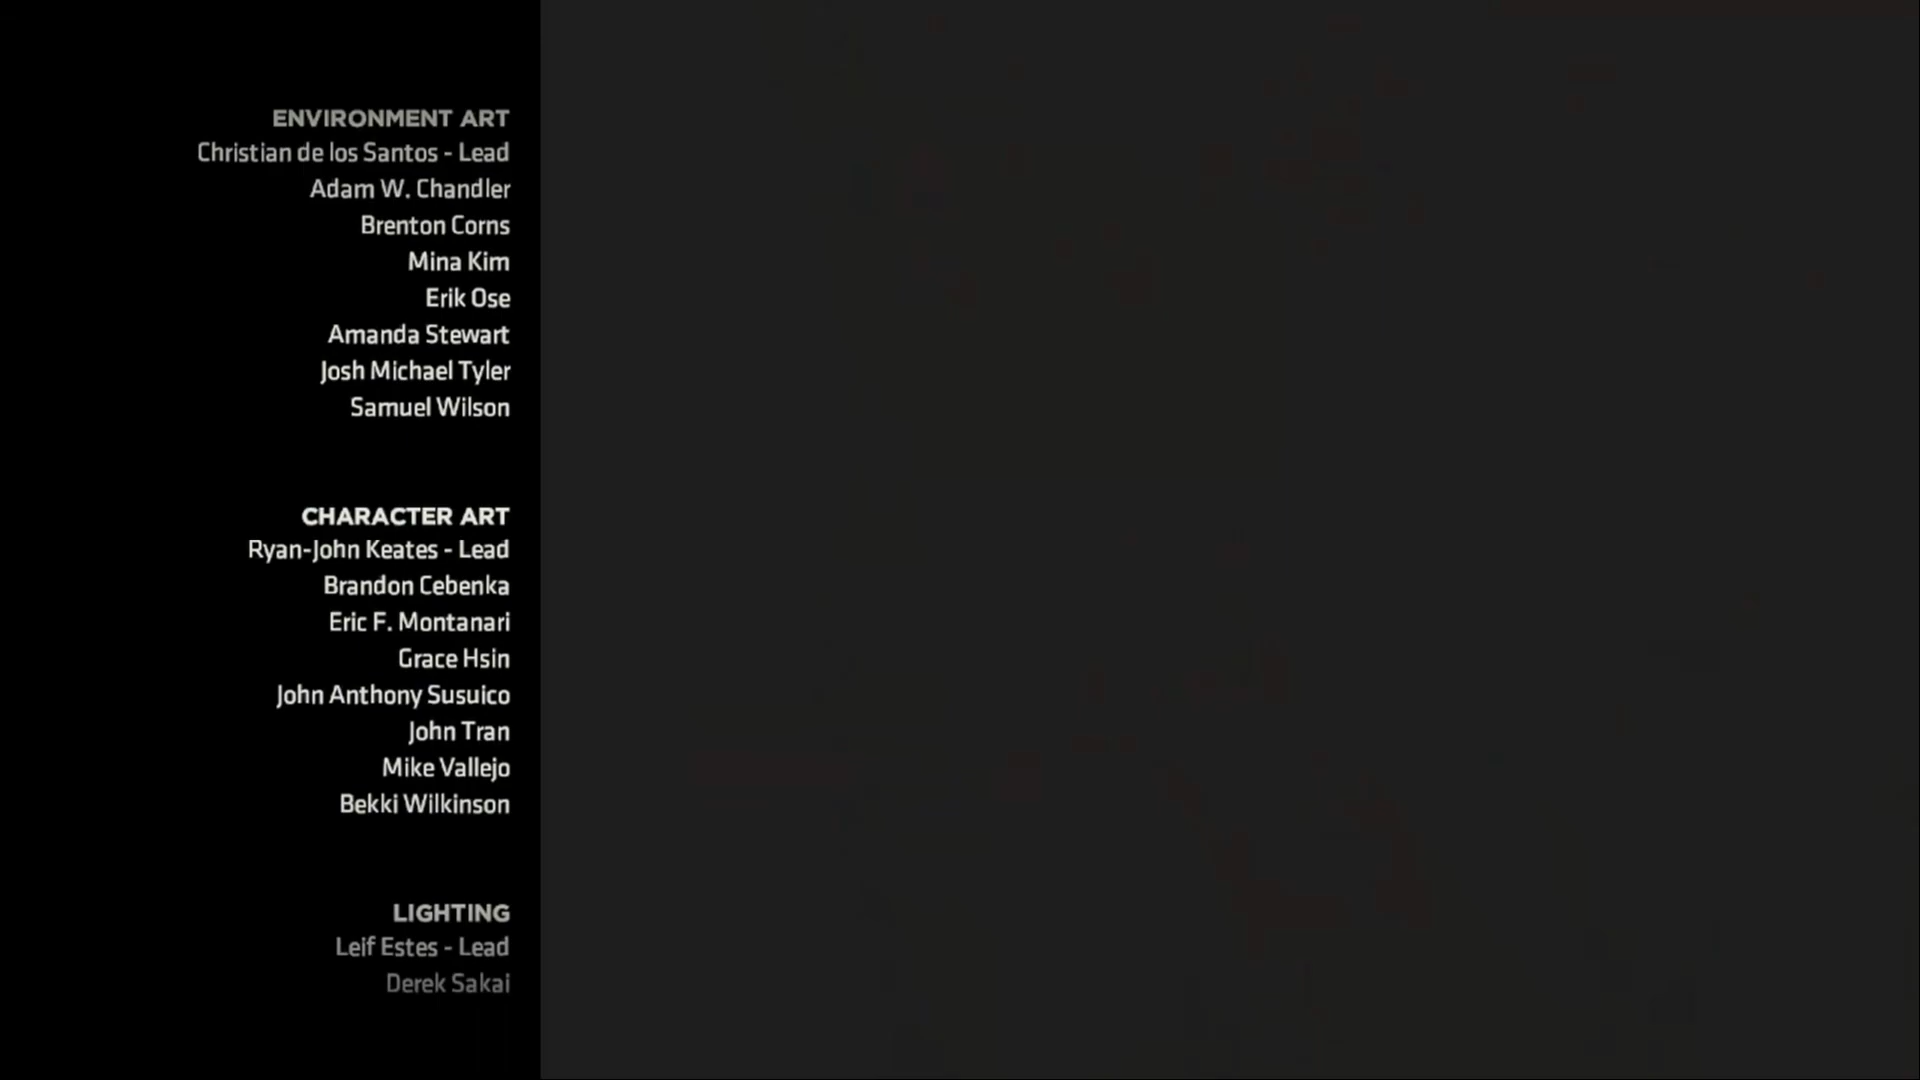 ENVIRONMENT ART
Christian de los Santos - Lead
Adam W. Chandler
Brenton Corns
Mina Kim
Erik Ose
Amanda Stewart
Josh Michael Tyler
Samuel Wilson
CHARACTER ART
Ryan-John Keates - Lead
Brandon Cebenka
Eric F. Montanari
Grace Hsin
John Anthony Susuico
John Tran
Mike Vallejo
Bekki Wilkinson
LIGHTING
Leif Estes - Lead
Derek Sakai